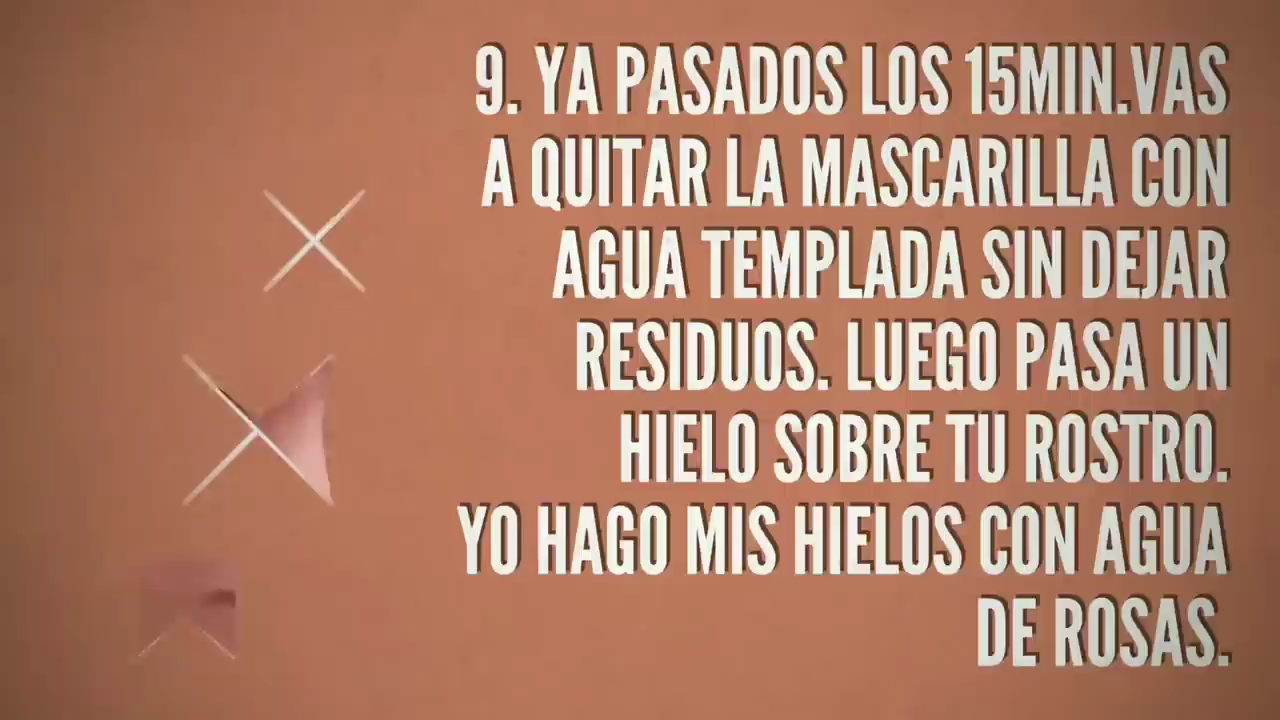 9. YA PASADOS LOS 15MIN.VAS
A QUITAR LA MASCARILLA CON
AGUA TEMPLADA SIN DEJAR
RESIDUOS. LUEGO PASA UN
HIELO SOBRE TU ROSTRO.
YO HAGO MIS HIELOS CON AGUA
DE ROSAS.